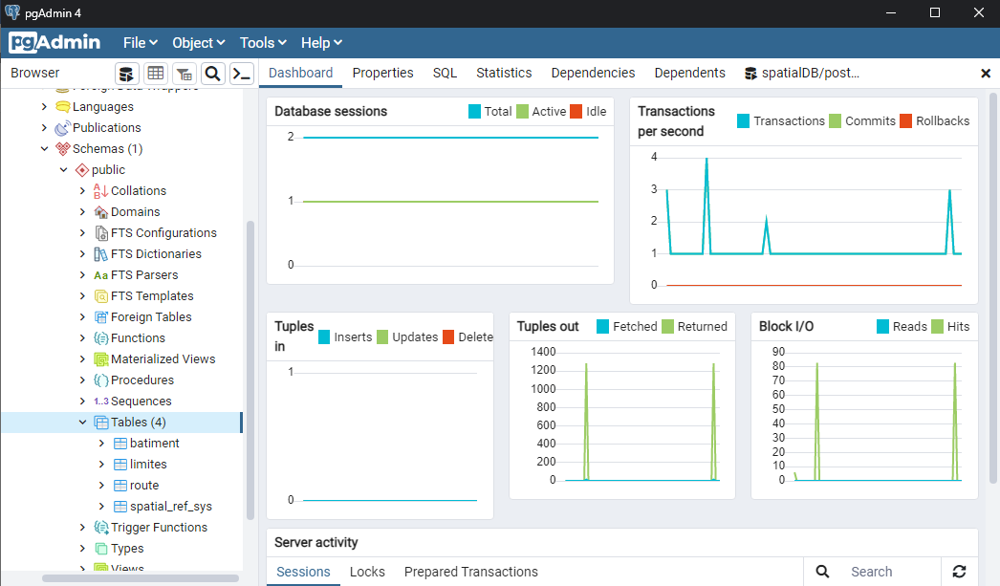 pgAdmin 4
pgAdmin File Object Tools Help
Browser
Dashboard Properties SQL Statistics Dependencies Dependents spatialDB/post...
Foreign Data Wrappers
Languages
Publications
Schemas (1)
public
Collations
Domains
FTS Configurations
FTS Dictionaries
Aa FTS Parsers
FTS Templates
Foreign Tables
Functions
Materialized Views
Procedures
1..3 Sequences
Tables (4)
batiment
limites
route
spatial_ref_sys
Trigger Functions
Types
Views
Database sessions
Total Active Idle
2
1
0
Transactions
per second
Transactions Commits Rollbacks
4
3
2
1
0
Tuples
in
Inserts Updates Delete
1
0
Tuples out
Fetched Returned
1400
1200
1000
800
600
400
200
0
Block I/O
Reads Hits
90
80
70
60
50
40
30
20
10
0
Server activity
Sessions Locks Prepared Transactions
Search